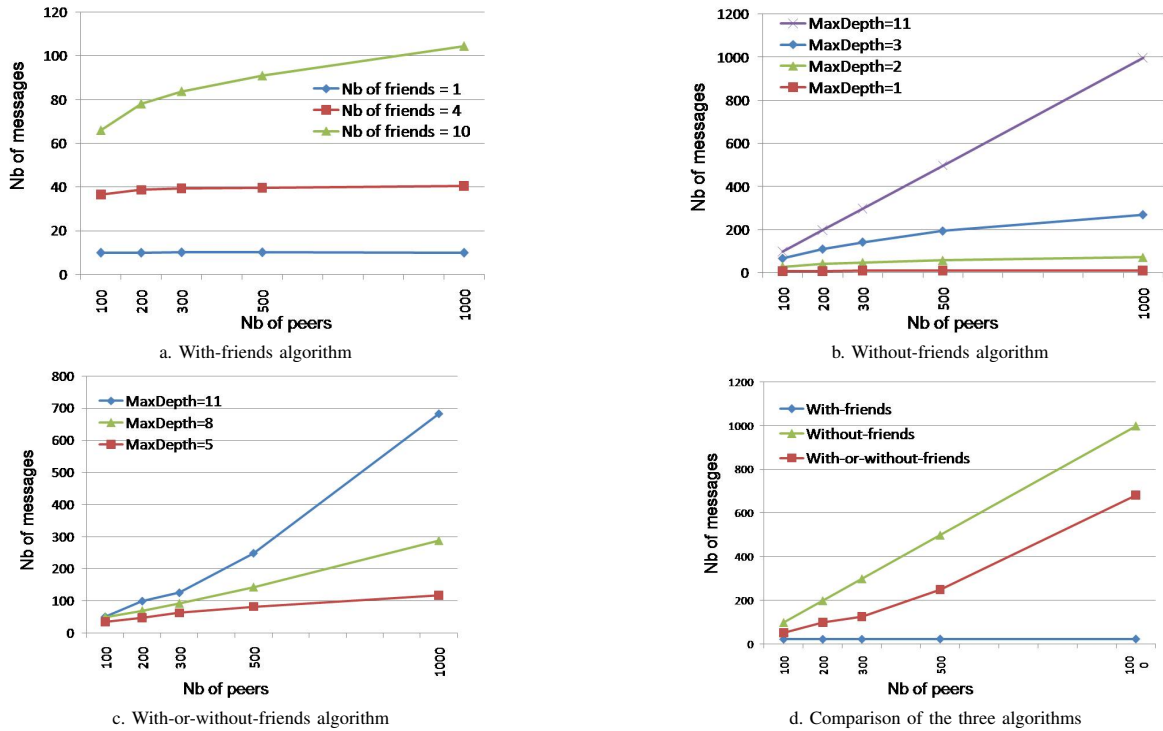 120
100
80
60
40
20
0
Nb of messages
Nb of friends = 1
Nb of friends = 4
Nb of friends = 10
100
200
300
500
1000
Nb of peers
a. With-friends algorithm
1200
1000
800
600
400
200
0
Nb of messages
MaxDepth=11
MaxDepth=3
MaxDepth=2
MaxDepth=1
100
200
300
500
1000
Nb of peers
b. Without-friends algorithm
800
700
600
500
400
300
200
100
0
Nb of messages
MaxDepth=11
MaxDepth=8
MaxDepth=5
100
200
300
500
1000
Nb of peers
c. With-or-without-friends algorithm
1200
1000
800
600
400
200
0
Nb of messages
With-friends
Without-friends
With-or-without-friends
100
200
300
500
100
0
Nb of peers
d. Comparison of the three algorithms